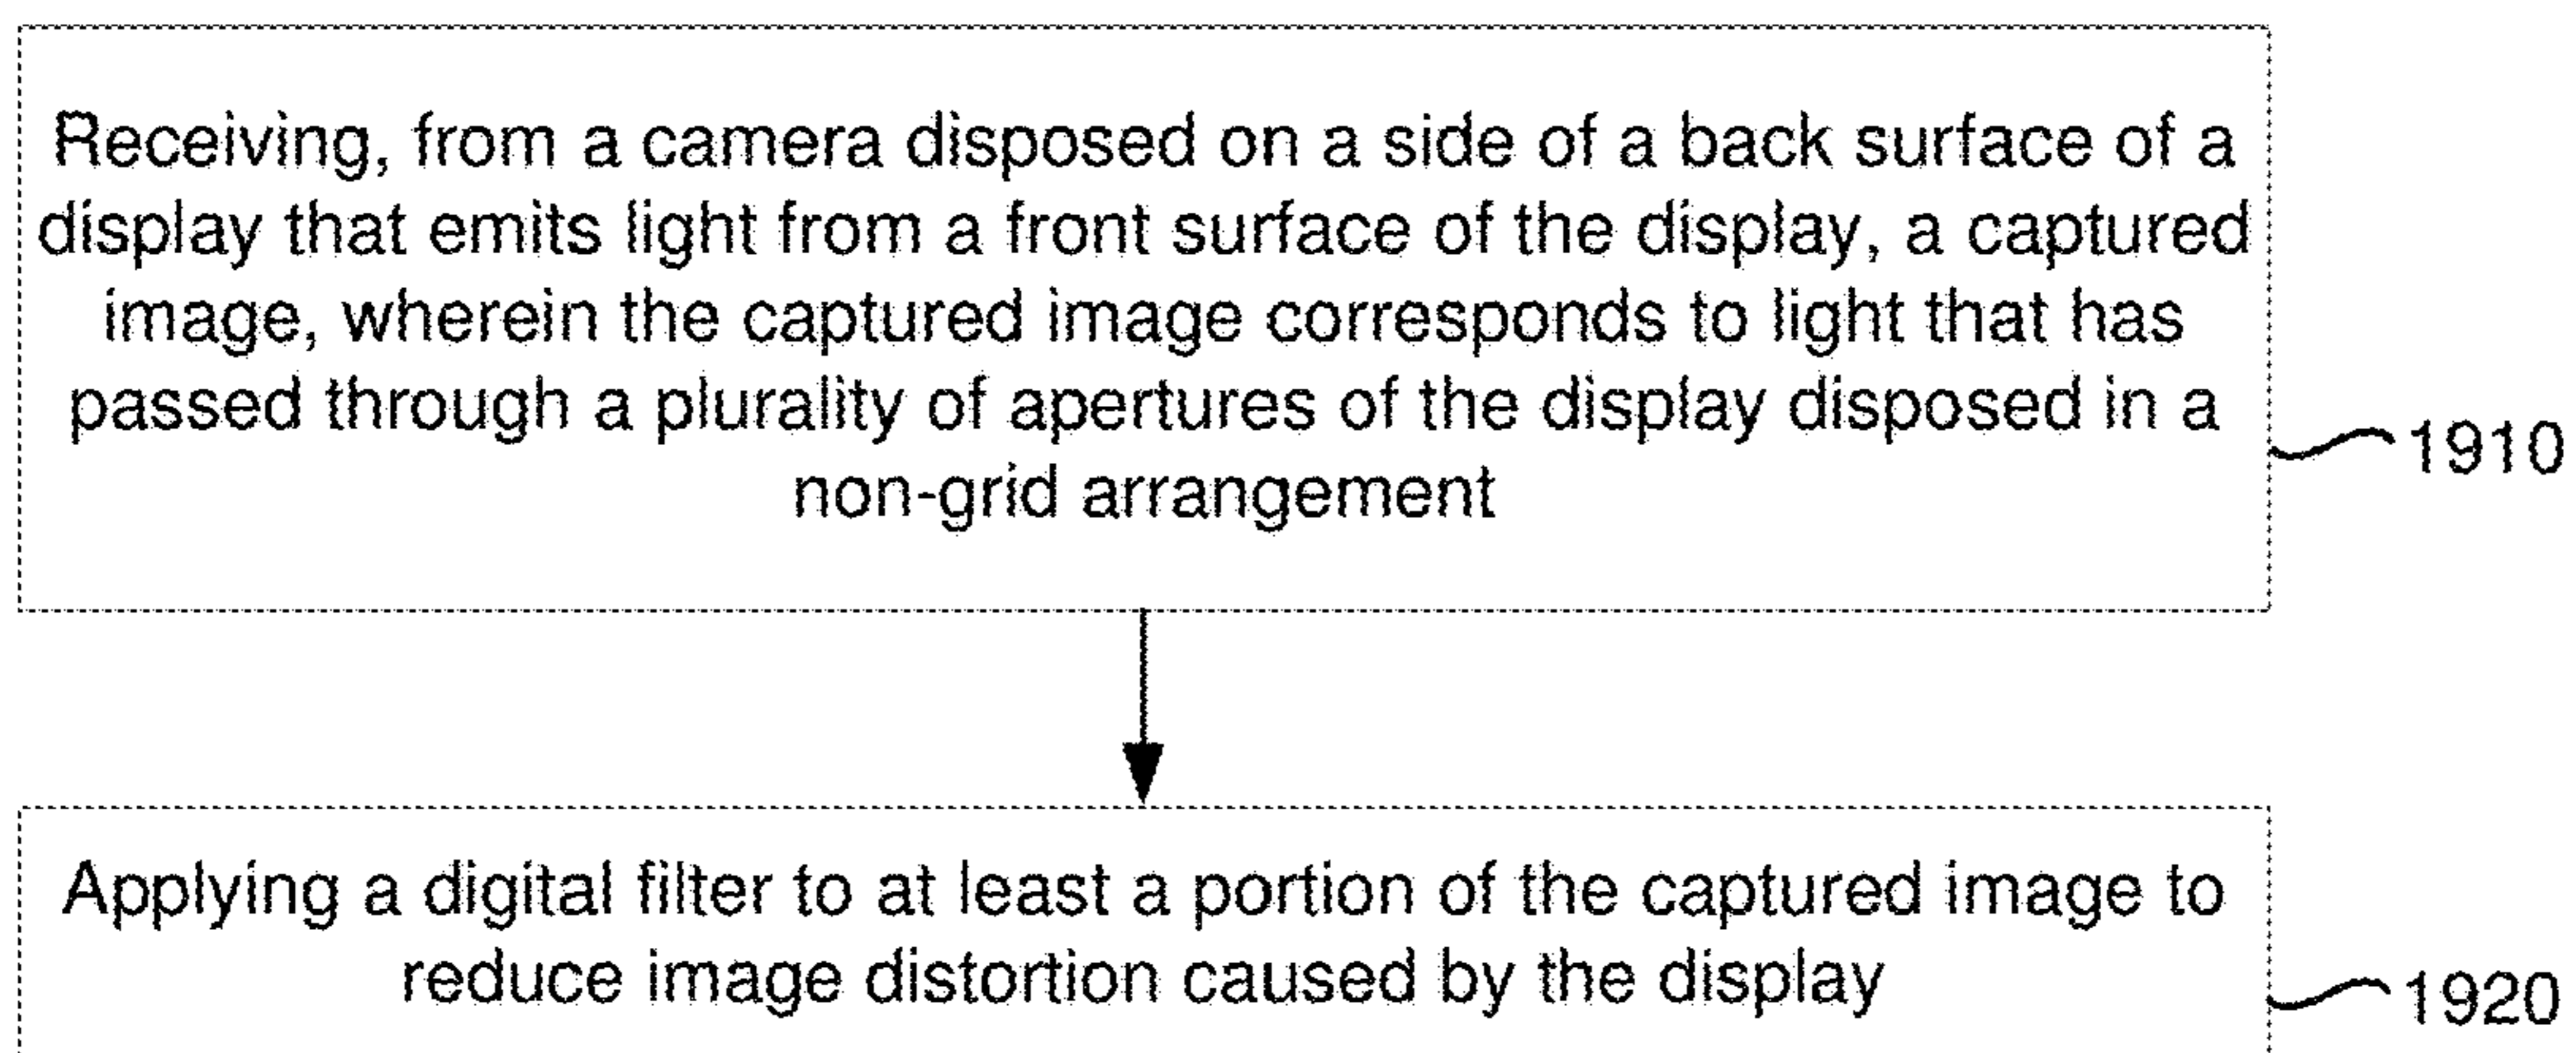 Receiving, from a camera disposed on a side of a back surface of a
display that emits light from a front surface of the display, a captured
image, wherein the captured image corresponds to light that has
passed through a plurality of apertures of the display disposed in a
non-grid arrangement
1910
Applying a digital filter to at least a portion of the captured image to
reduce image distortion caused by the display
1920